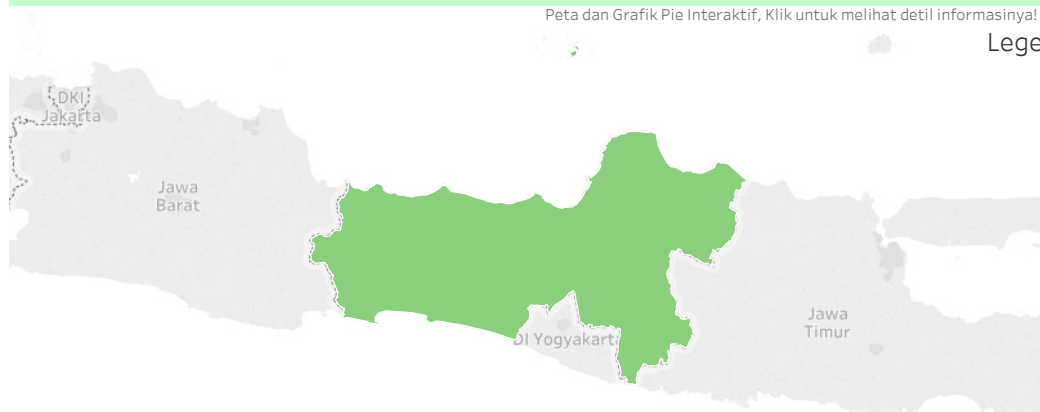 Peta dan Grafik Pie Interaktif, Klik untuk melihat detil informasinya!
Lege
DKI
Jakarta
Jawa
Barat
DI Yogyakarta
Jawa
Timur